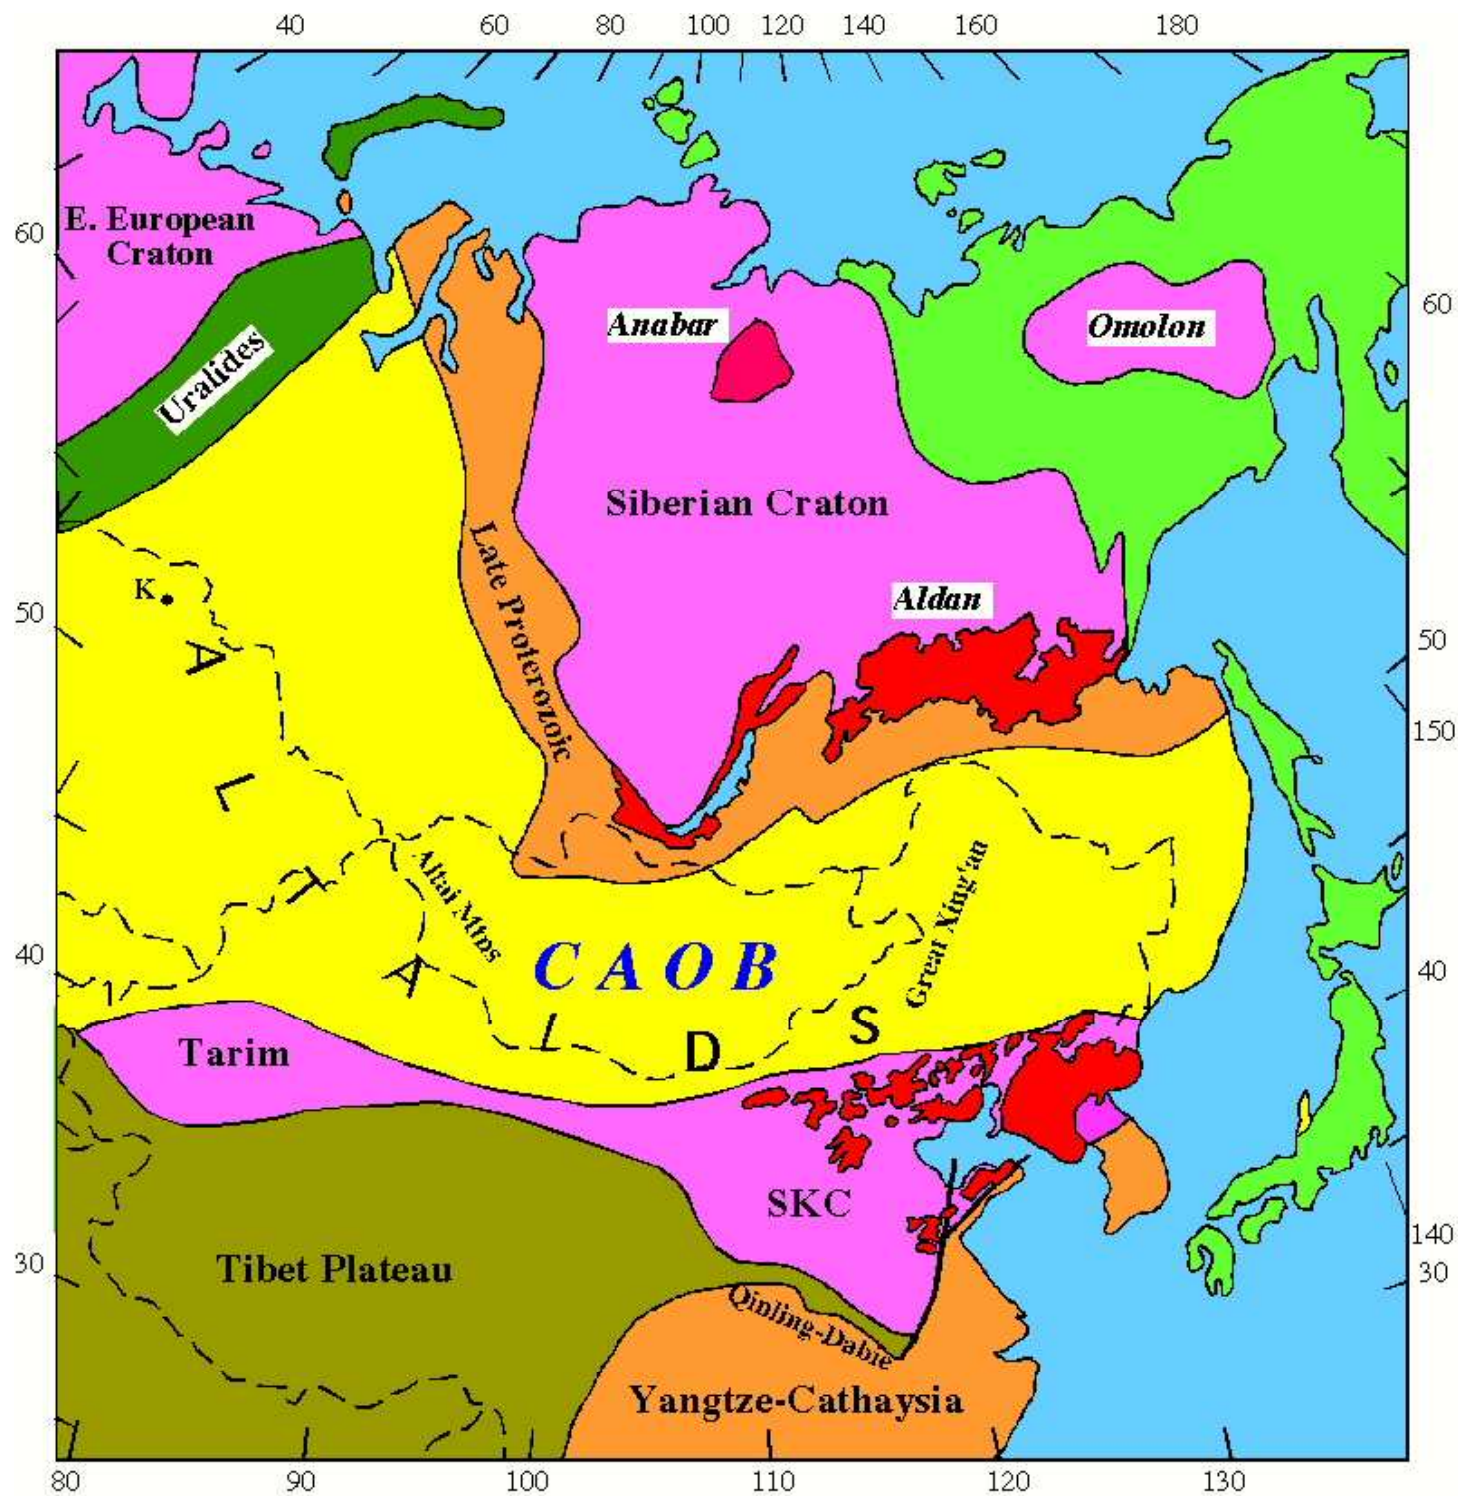 40 60 80 100 120 140 160 180
E. European
Craton
60
Anabar
Omolon
60
Uralides
Siberian Craton
Late Proterozoic
K
Aldan
50
50
150
A L T A I D S
Altai Mtns
Great Xing'an
C A O B
40
40
Tarim
SKC
Tibet Plateau
140
30
30
Qinling-Dabie
Yangtze-Cathaysia
80 90 100 110 120 130